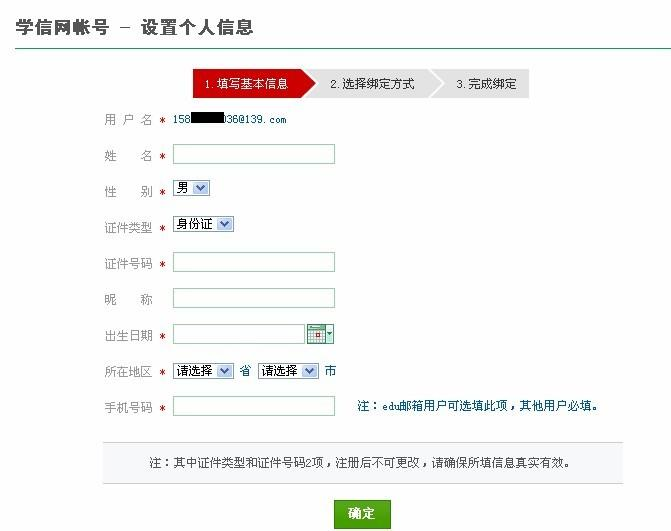 学信网帐号 － 设置个人信息
1.填写基本信息 2.选择绑定方式 3.完成绑定
用 户 名 * 158 036@139.com
姓 名 *
性 别 * 男
证件类型 * 身份证
证件号码 *
昵 称
出生日期 *
所在地区 * 请选择 省 请选择 市
手机号码 * 注：edu邮箱用户可选填此项，其他用户必填。
注：其中证件类型和证件号码2项，注册后不可更改，请确保所填信息真实有效。
确定